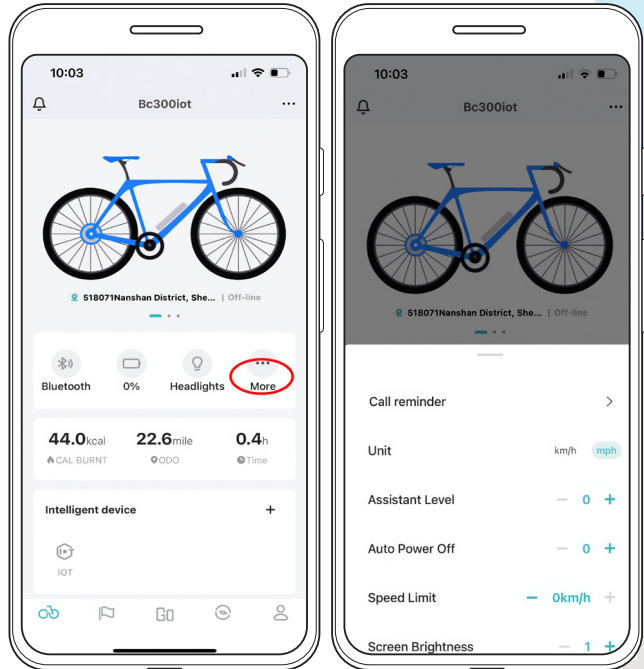 10:03
Bc300iot
518071Nanshan District, She... | Off-line
Bluetooth 0% Headlights More
44.0kcal 22.6mile 0.4h
CAL BURNT ODO Time
Intelligent device +
IOT
GO
10:03
Bc300iot
518071Nanshan District, She... | Off-line
Call reminder >
Unit km/h mph
Assistant Level − 0 +
Auto Power Off − 0 +
Speed Limit − 0km/h +
Screen Brightness − 1 +